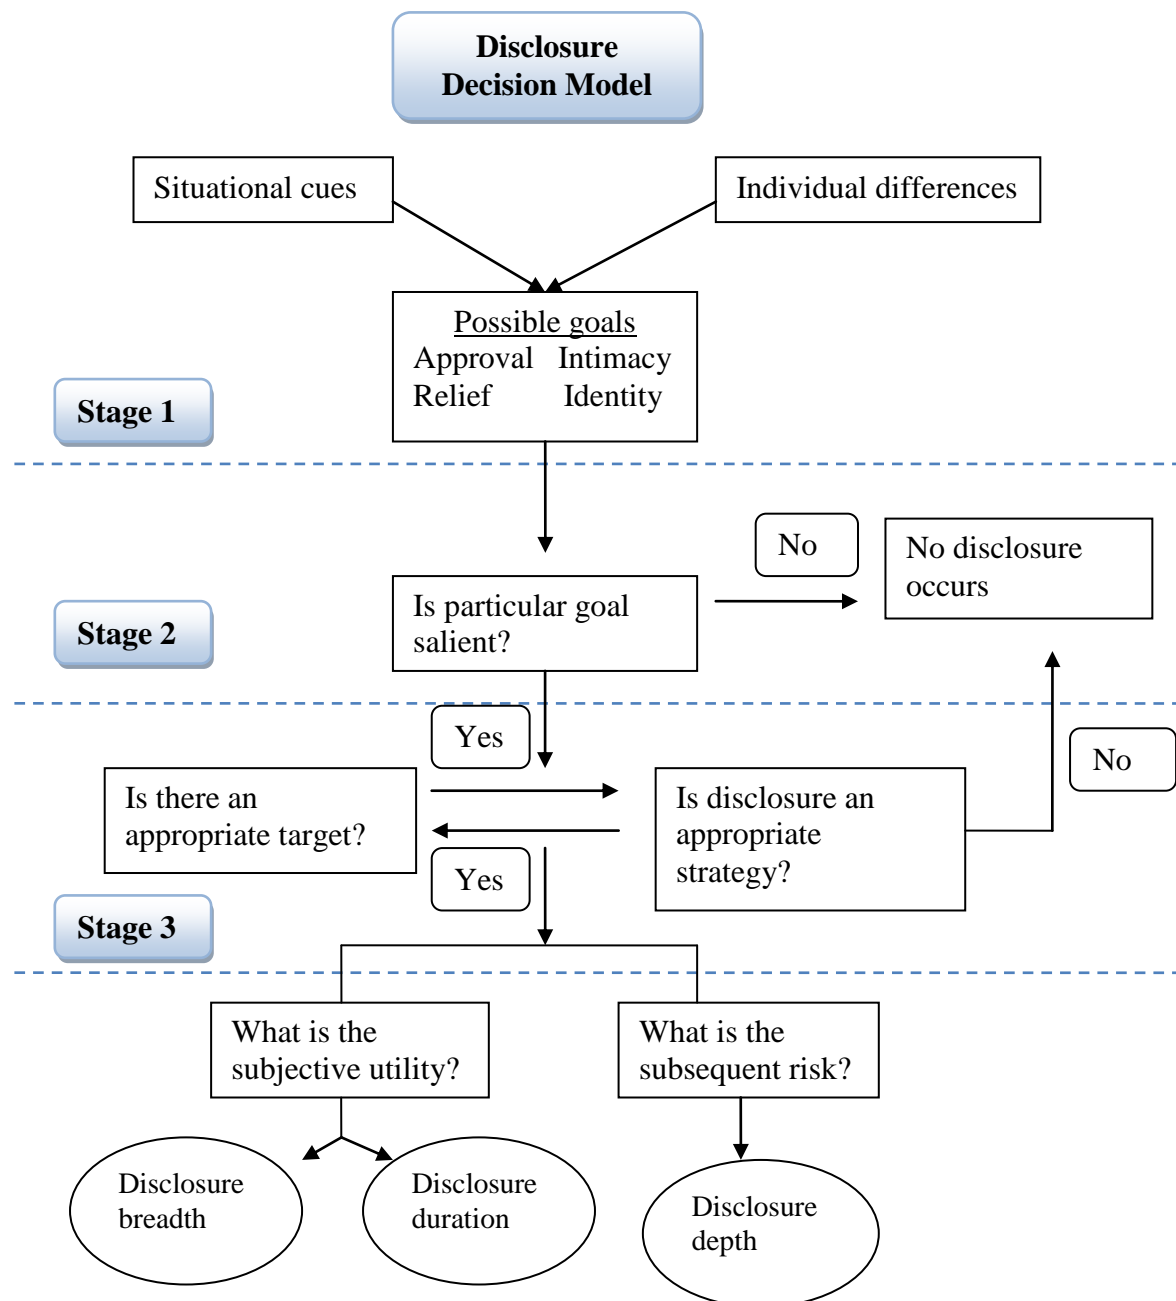 Disclosure
Decision Model
Situational cues
Individual differences
Possible goals
Approval Intimacy
Relief Identity
Stage 1
No
No disclosure
occurs
Is particular goal
salient?
Stage 2
Yes
No
Is there an
appropriate target?
Is disclosure an
appropriate
strategy?
Yes
Stage 3
What is the
subjective utility?
What is the
subsequent risk?
Disclosure
breadth
Disclosure
duration
Disclosure
depth